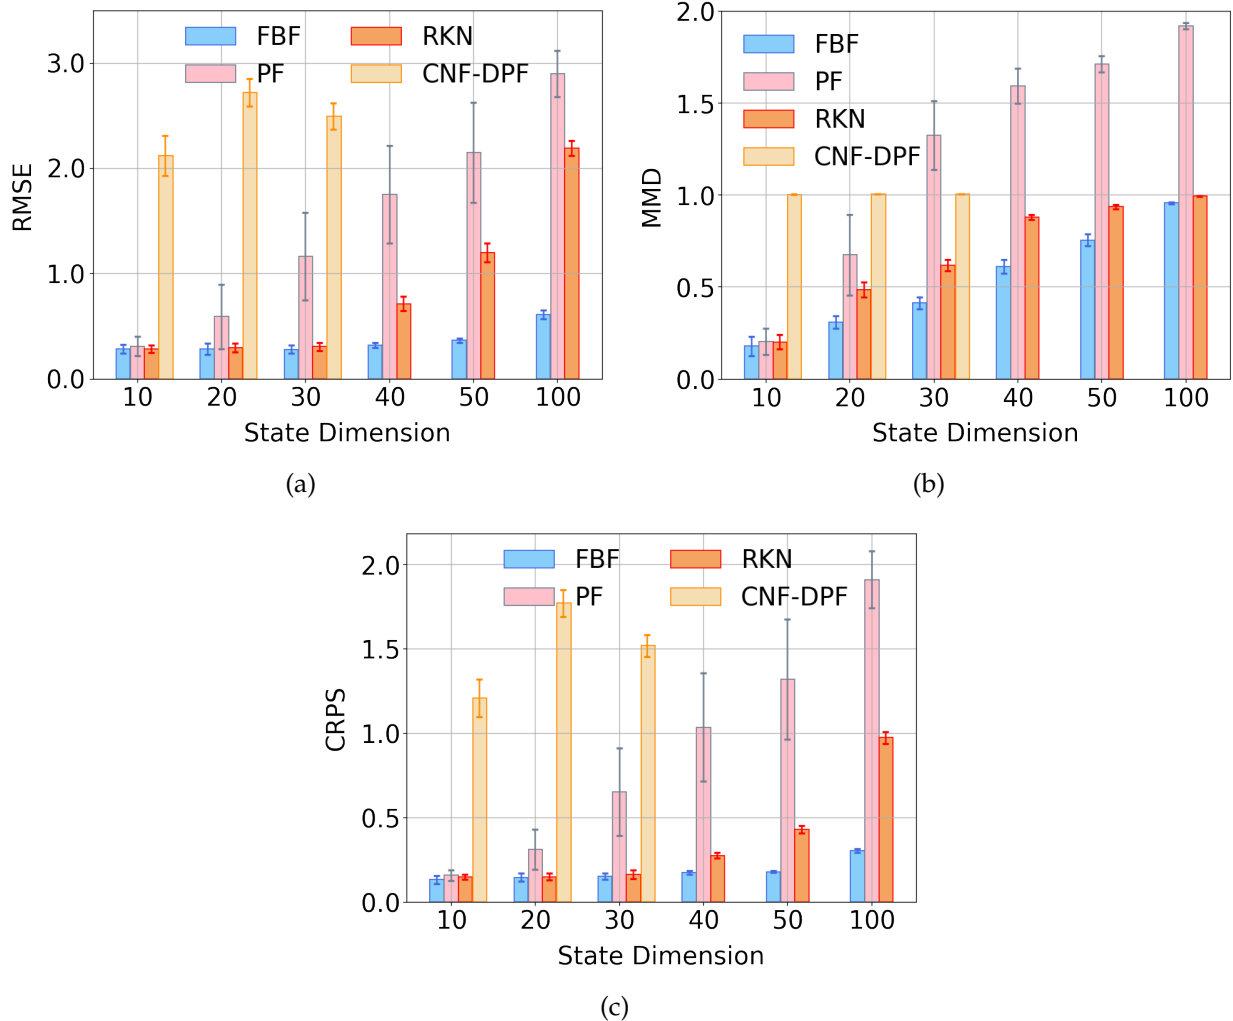 FBF
RKN
PF
CNF-DPF
3.0
2.0
1.0
0.0
RMSE
10 20 30 40 50 100
State Dimension
(a)
2.0
1.5
1.0
0.5
0.0
MMD
FBF
PF
RKN
CNF-DPF
10 20 30 40 50 100
State Dimension
(b)
FBF
RKN
PF
CNF-DPF
2.0
1.5
1.0
0.5
0.0
CRPS
10 20 30 40 50 100
State Dimension
(c)